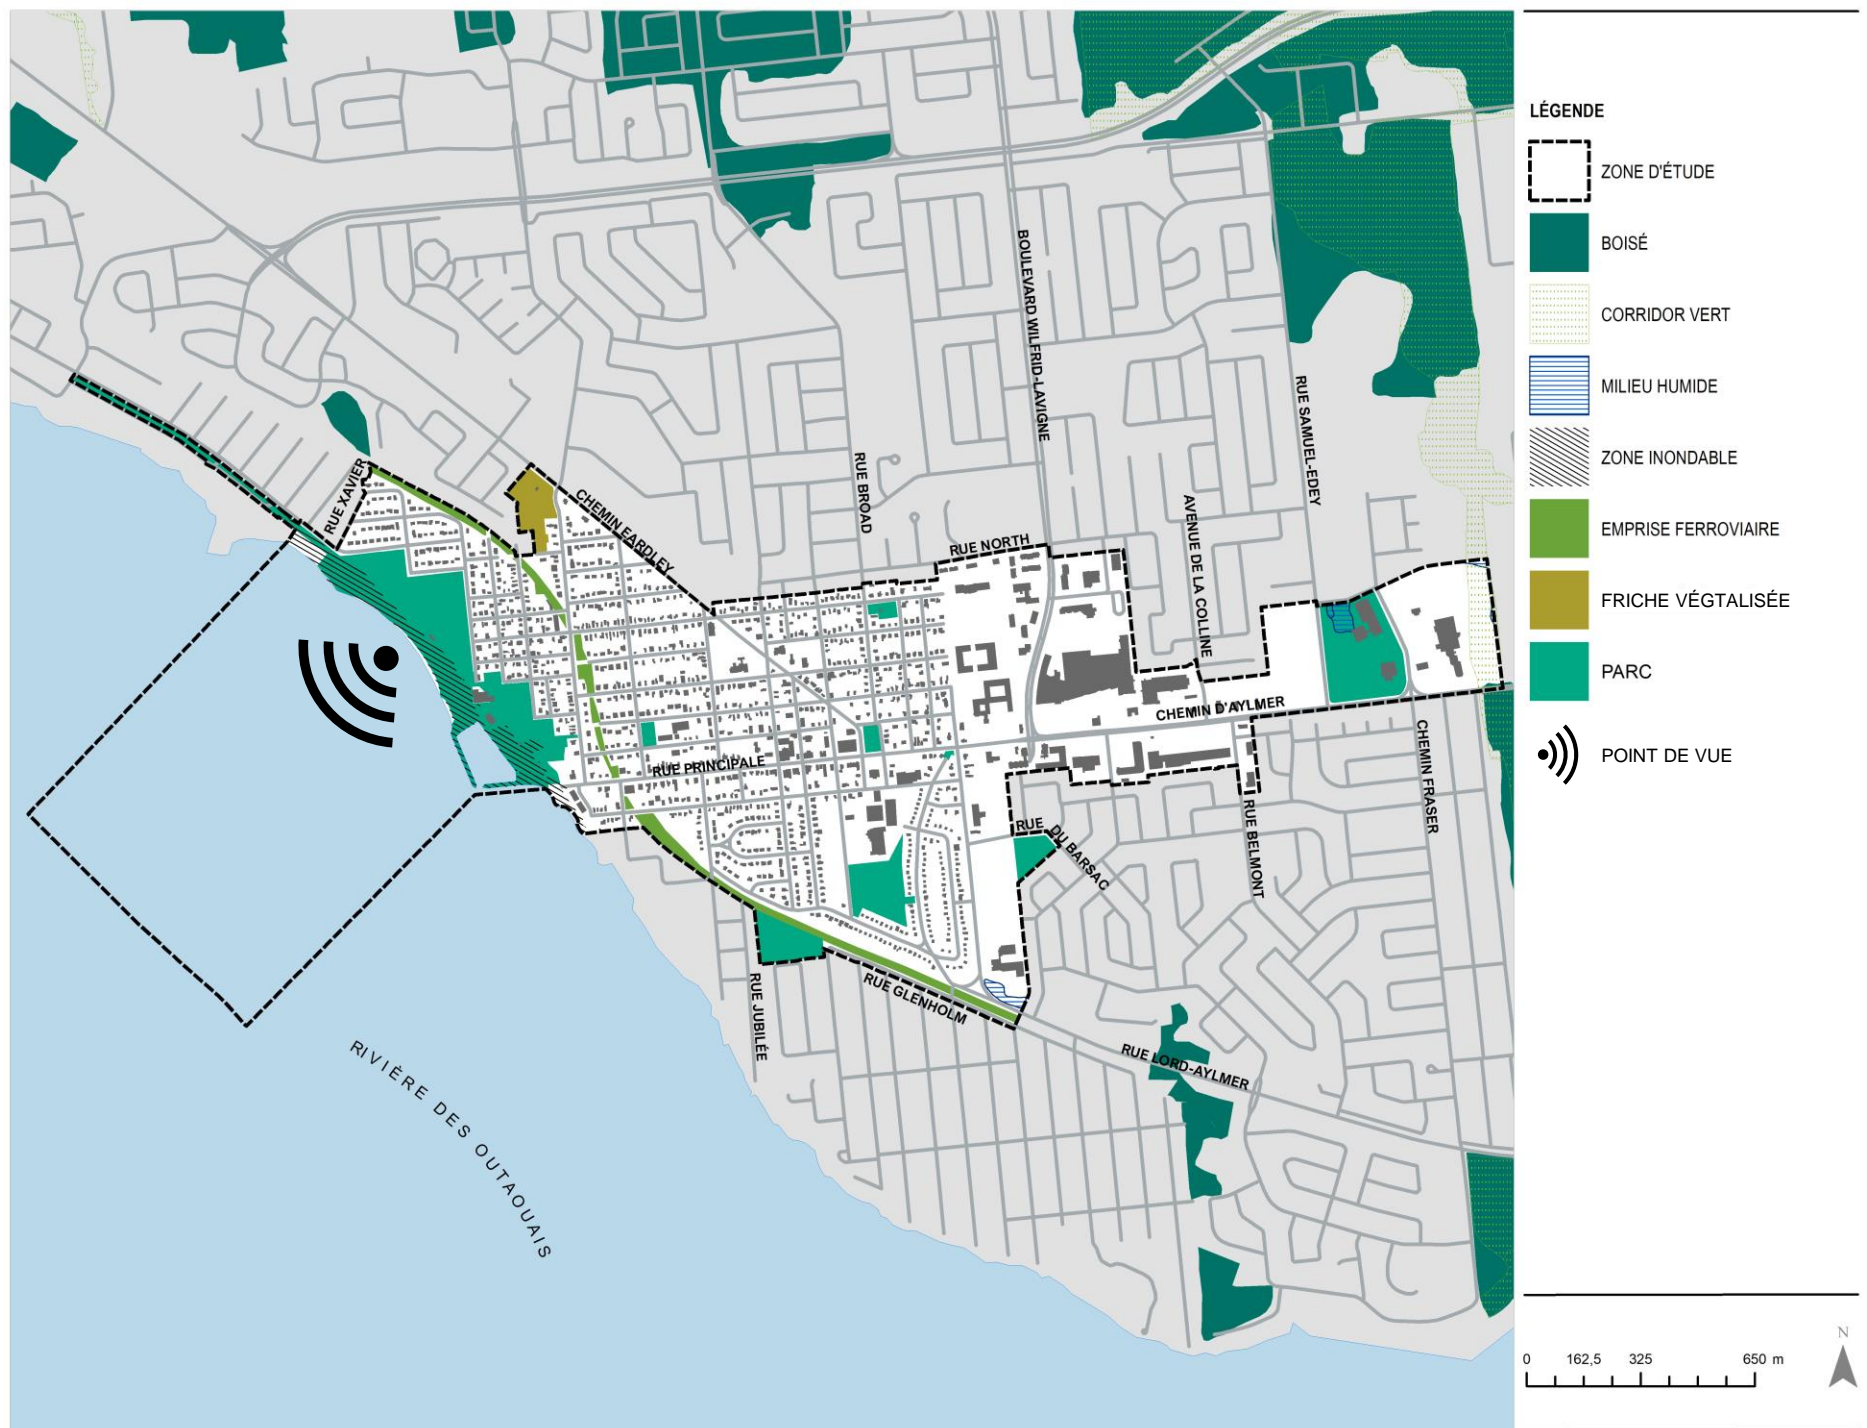 BOULEVARD WILFRID-LAVIGNE
RUE SAMUEL-EDEY
RUE BROAD
RUE XAVIER
CHEMIN EARDLEY
AVENUE DE LA COLLINE
RUE NORTH
CHEMIN D'AYLMER
RUE PRINCIPALE
CHEMIN FRASER
RUE DU BARSAC
RUE BELMONT
RUE JUBILÉE
RUE GLENHOLM
RUE LORD-AYLMER
RIVIÈRE DES OUTAOUAIS
LÉGENDE
ZONE D'ÉTUDE
BOISÉ
CORRIDOR VERT
MILIEU HUMIDE
ZONE INONDABLE
EMPRISE FERROVIAIRE
FRICHE VÉGTALISÉE
PARC
POINT DE VUE
N
0 162,5 325 650 m